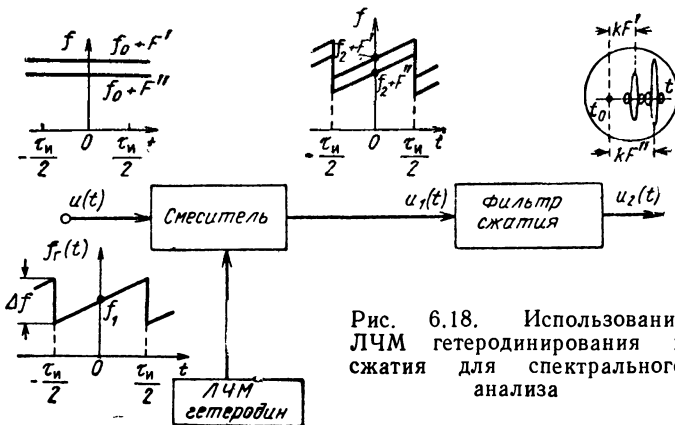 f
f₀+F′
f₀+F″
-τи/2 0 τи/2 t
f
f₂+F′
f₂+F″
-τи/2 0 τи/2 t
kF′
t₀ t
kF″
u(t)
Смеситель
u₁(t)
Фильтр
сжатия
u₂(t)
fг(t)
Δf
f₁
-τи/2 0 τи/2 t
ЛЧМ
гетеродин
Рис. 6.18. Использовани
ЛЧМ гетеродинирования
сжатия для спектрального
анализа